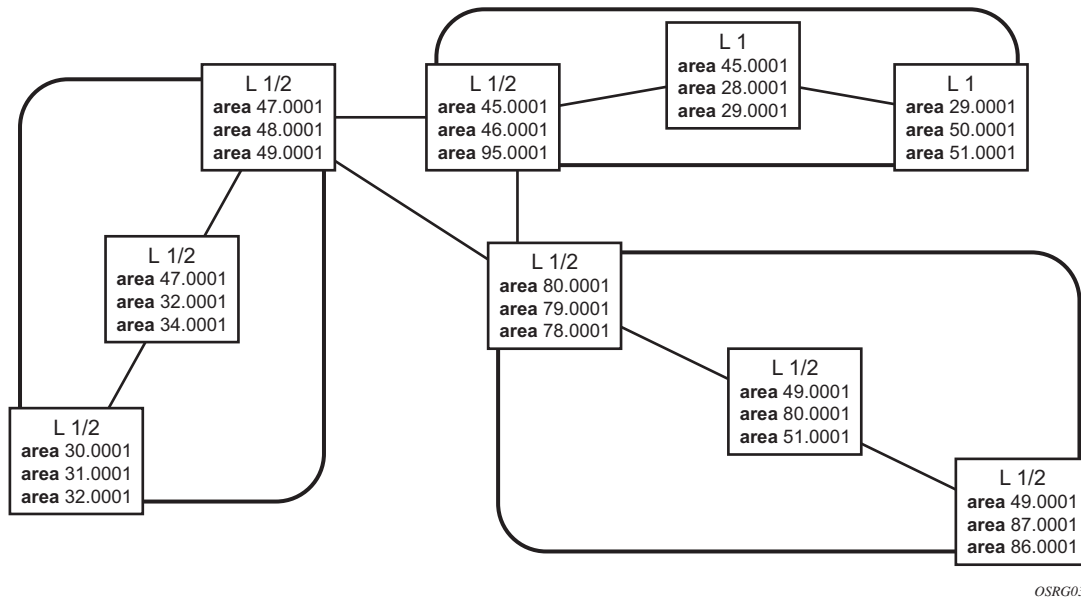 L 1
area 45.0001
area 28.0001
area 29.0001
L 1/2
area 47.0001
area 48.0001
area 49.0001
L 1/2
area 45.0001
area 46.0001
area 95.0001
L 1
area 29.0001
area 50.0001
area 51.0001
L 1/2
area 47.0001
area 32.0001
area 34.0001
L 1/2
area 80.0001
area 79.0001
area 78.0001
L 1/2
area 49.0001
area 80.0001
area 51.0001
L 1/2
area 30.0001
area 31.0001
area 32.0001
L 1/2
area 49.0001
area 87.0001
area 86.0001